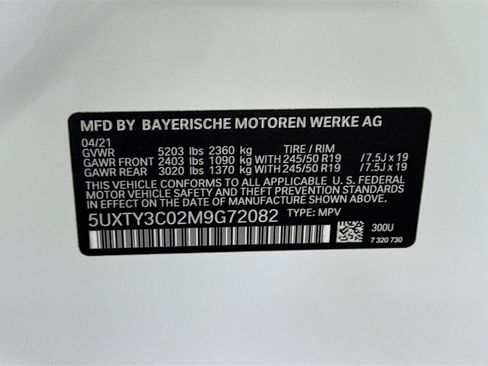 MFD BY BAYERISCHE MOTOREN WERKE AG
04/21
GVWR 5203 lbs 2360 kg TIRE / RIM
GAWR FRONT 2403 lbs 1090 kg WITH 245/50 R19 / 7.5J x 19
GAWR REAR 3020 lbs 1370 kg WITH 245/50 R19 / 7.5J x 19
THIS VEHICLE CONFORMS TO ALL APPLICABLE U.S. FEDERAL
MOTOR VEHICLE SAFETY AND THEFT PREVENTION STANDARDS
IN EFFECT ON THE DATE OF MANUFACTURE SHOWN ABOVE.
5UXTY3C02M9G72082 TYPE: MPV
300U
7 320 730